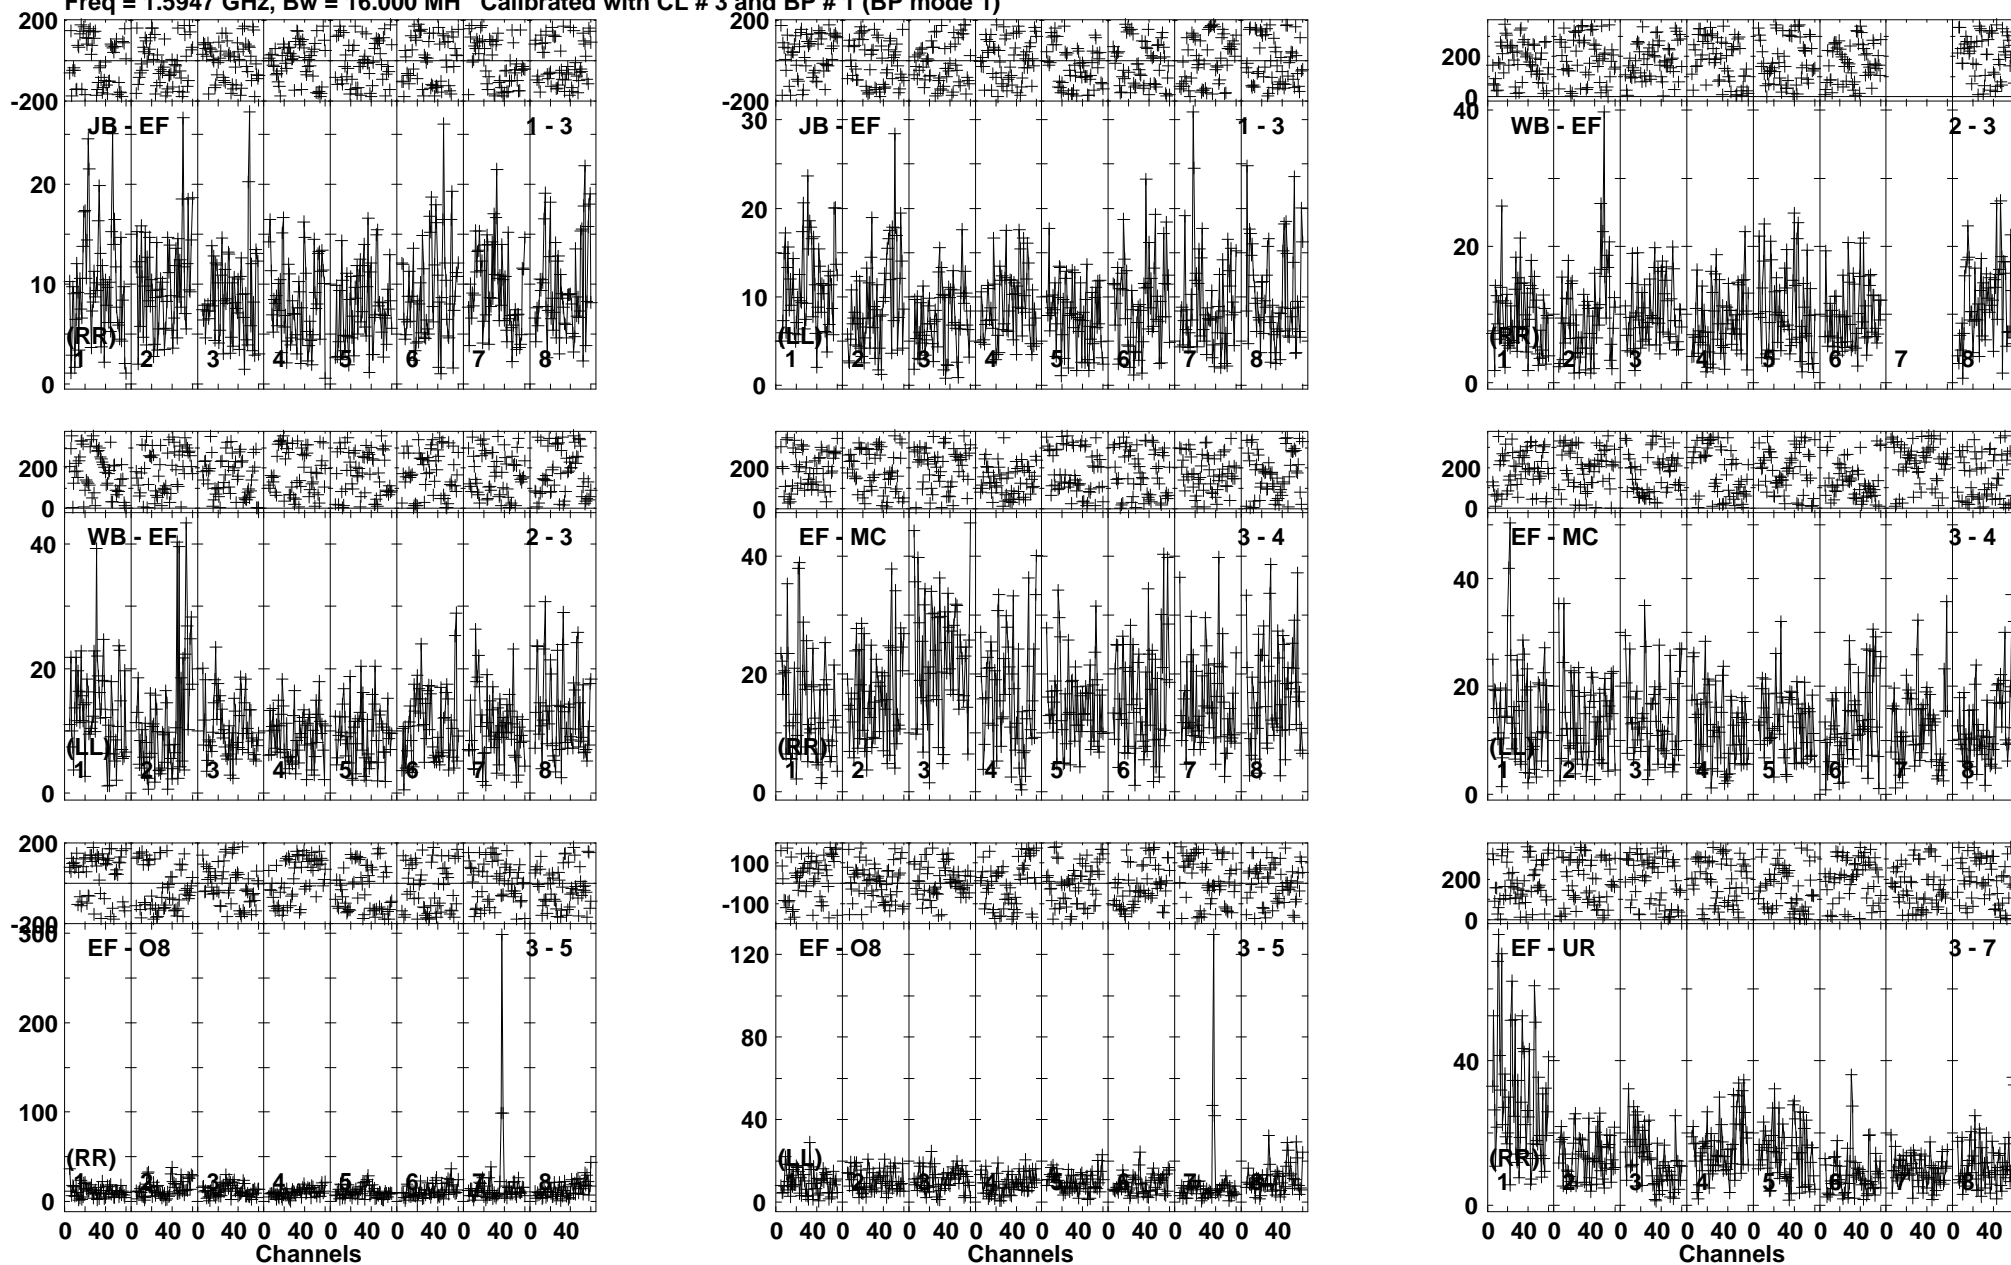 Freq = 1.5947 GHz, Bw = 16.000 MH Calibrated with CL # 3 and BP # 1 (BP mode 1)
200
-200
JB - EF 1 - 3
20
10
0
(RR)
1 2 3 4 5 6 7 8
200
-200
JB - EF 1 - 3
30
20
10
0
(LL)
1 2 3 4 5 6 7 8
200
0
WB - EF 2 - 3
40
20
0
(RR)
1 2 3 4 5 6 7 8
200
0
WB - EF 2 - 3
40
20
0
(LL)
1 2 3 4 5 6 7 8
200
0
EF - MC 3 - 4
40
20
0
(RR)
1 2 3 4 5 6 7 8
200
0
EF - MC 3 - 4
40
20
0
(LL)
1 2 3 4 5 6 7 8
200
-200
EF - O8 3 - 5
300
200
100
0
(RR)
1 2 3 4 5 6 7 8
0 40 0 40 0 40 0 40 0 40 0 40 0 40 0 40
Channels
100
-100
EF - O8 3 - 5
120
80
40
0
(LL)
1 2 3 4 5 6 7 8
0 40 0 40 0 40 0 40 0 40 0 40 0 40 0 40
Channels
200
0
EF - UR 3 - 7
40
0
(RR)
1 2 3 4 5 6 7 8
0 40 0 40 0 40 0 40 0 40 0 40 0 40 0 40
Channels